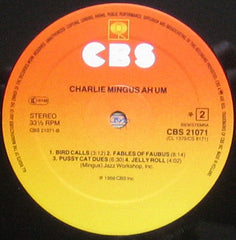 CBS
CHARLIE MINGUS AH UM
STEREO
33⅓ RPM
CBS 21071-B
2
BIEM/STEMRA
CBS 21071
(CL 1370/CS 8171)
1. BIRD CALLS (3:12) 2. FABLES OF FAUBUS (8:14)
3. PUSSY CAT DUES (6:30) 4. JELLY ROLL (4:02)
(Mingus) Jazz Workshop, Inc.
CBS Inc.